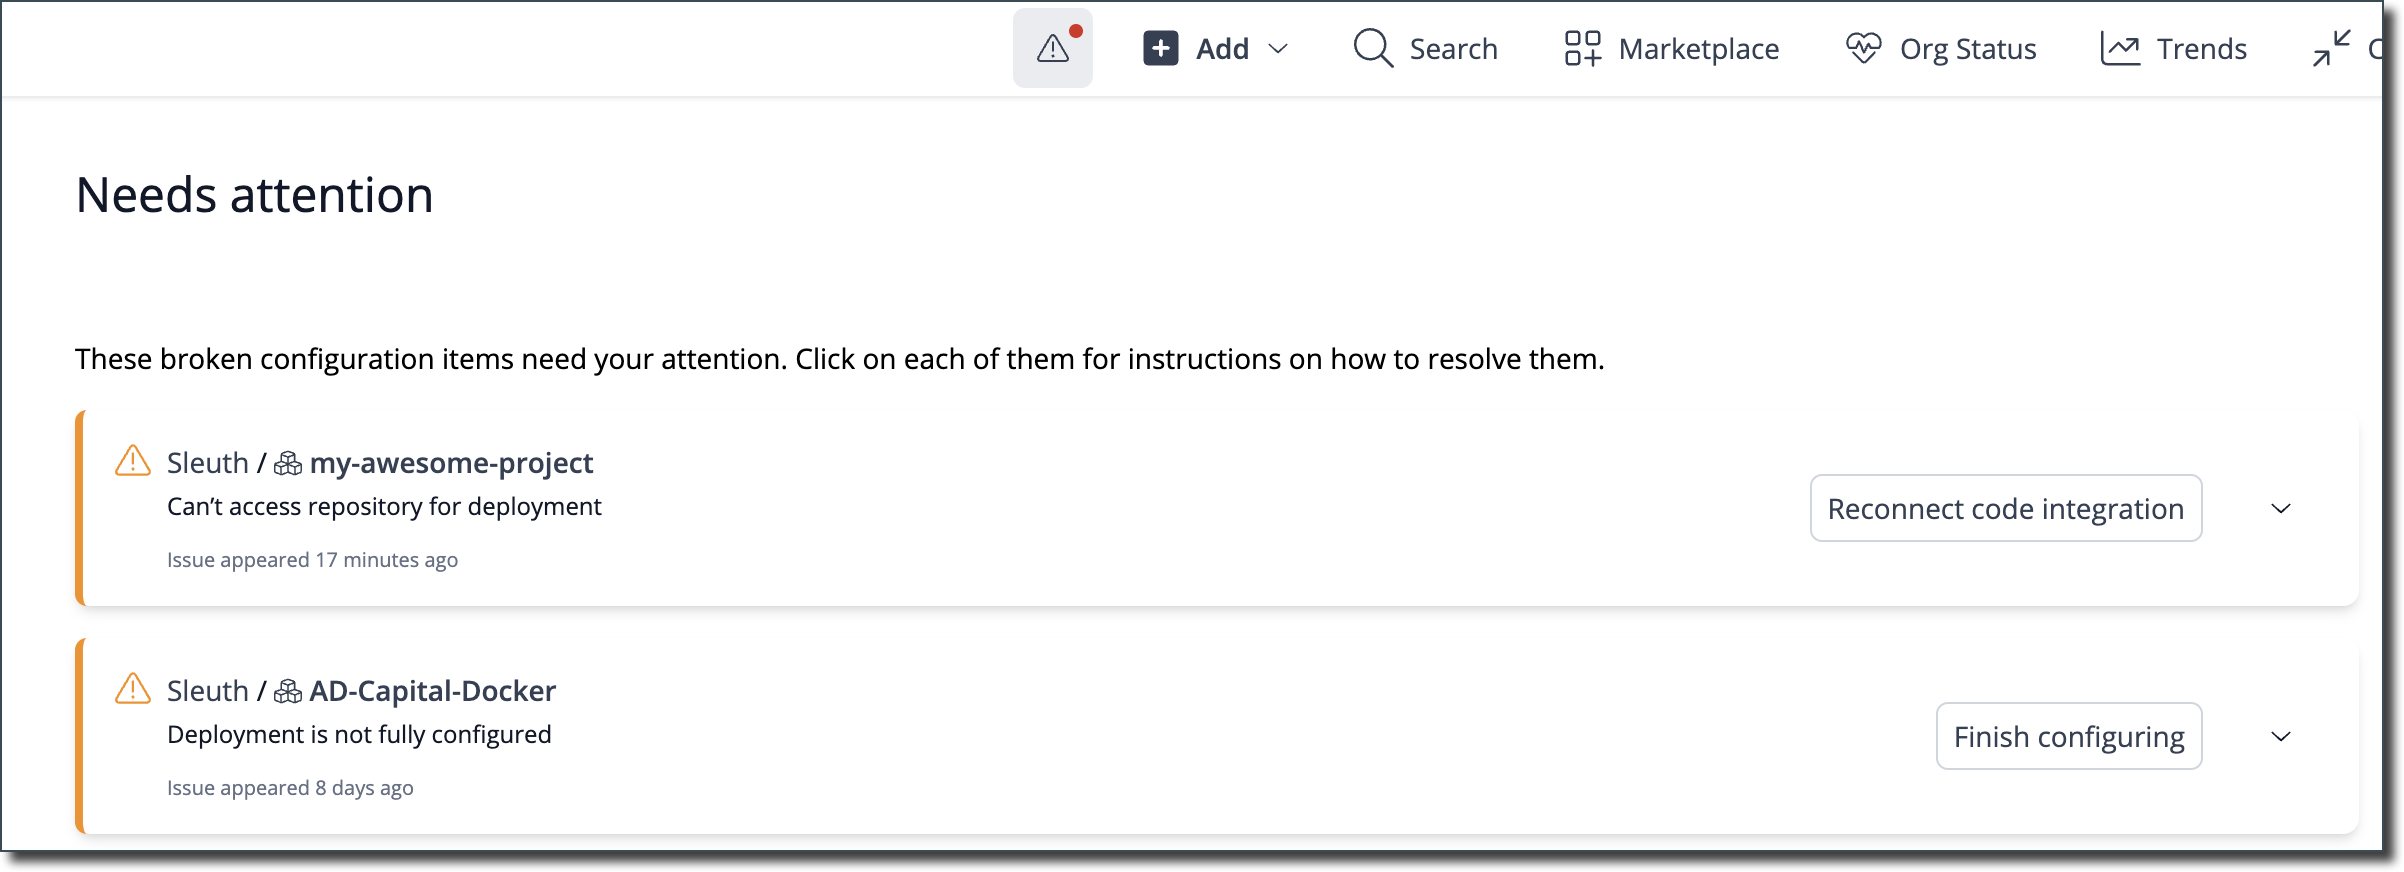 Add Search Marketplace Org Status Trends
Needs attention
These broken configuration items need your attention. Click on each of them for instructions on how to resolve them.
Sleuth / my-awesome-project
Can’t access repository for deployment
Reconnect code integration
Issue appeared 17 minutes ago
Sleuth / AD-Capital-Docker
Deployment is not fully configured
Finish configuring
Issue appeared 8 days ago